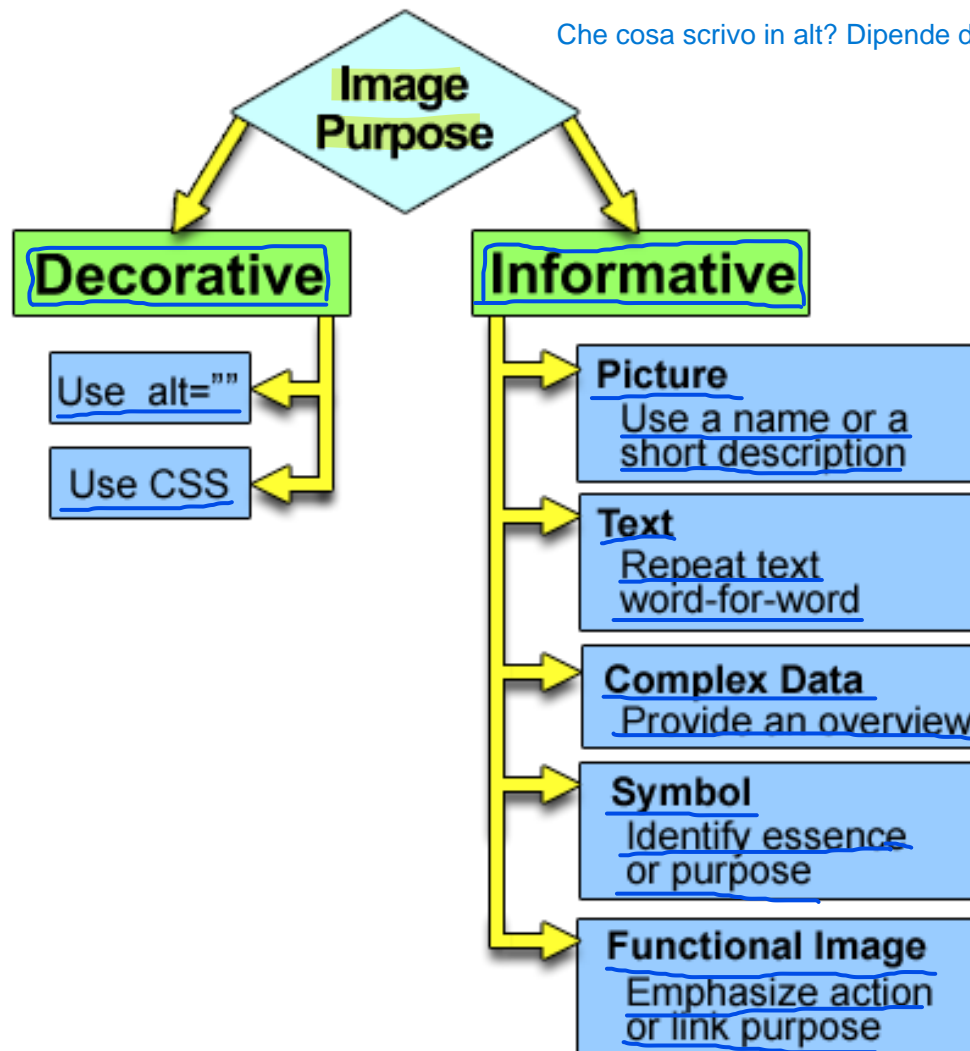 Che cosa scrivo in alt? Dipende d
Image
Purpose
Decorative
Use alt=""
Use CSS
Informative
Picture
Use a name or a
short description
Text
Repeat text
word-for-word
Complex Data
Provide an overview
Symbol
Identify essence
or purpose
Functional Image
Emphasize action
or link purpose